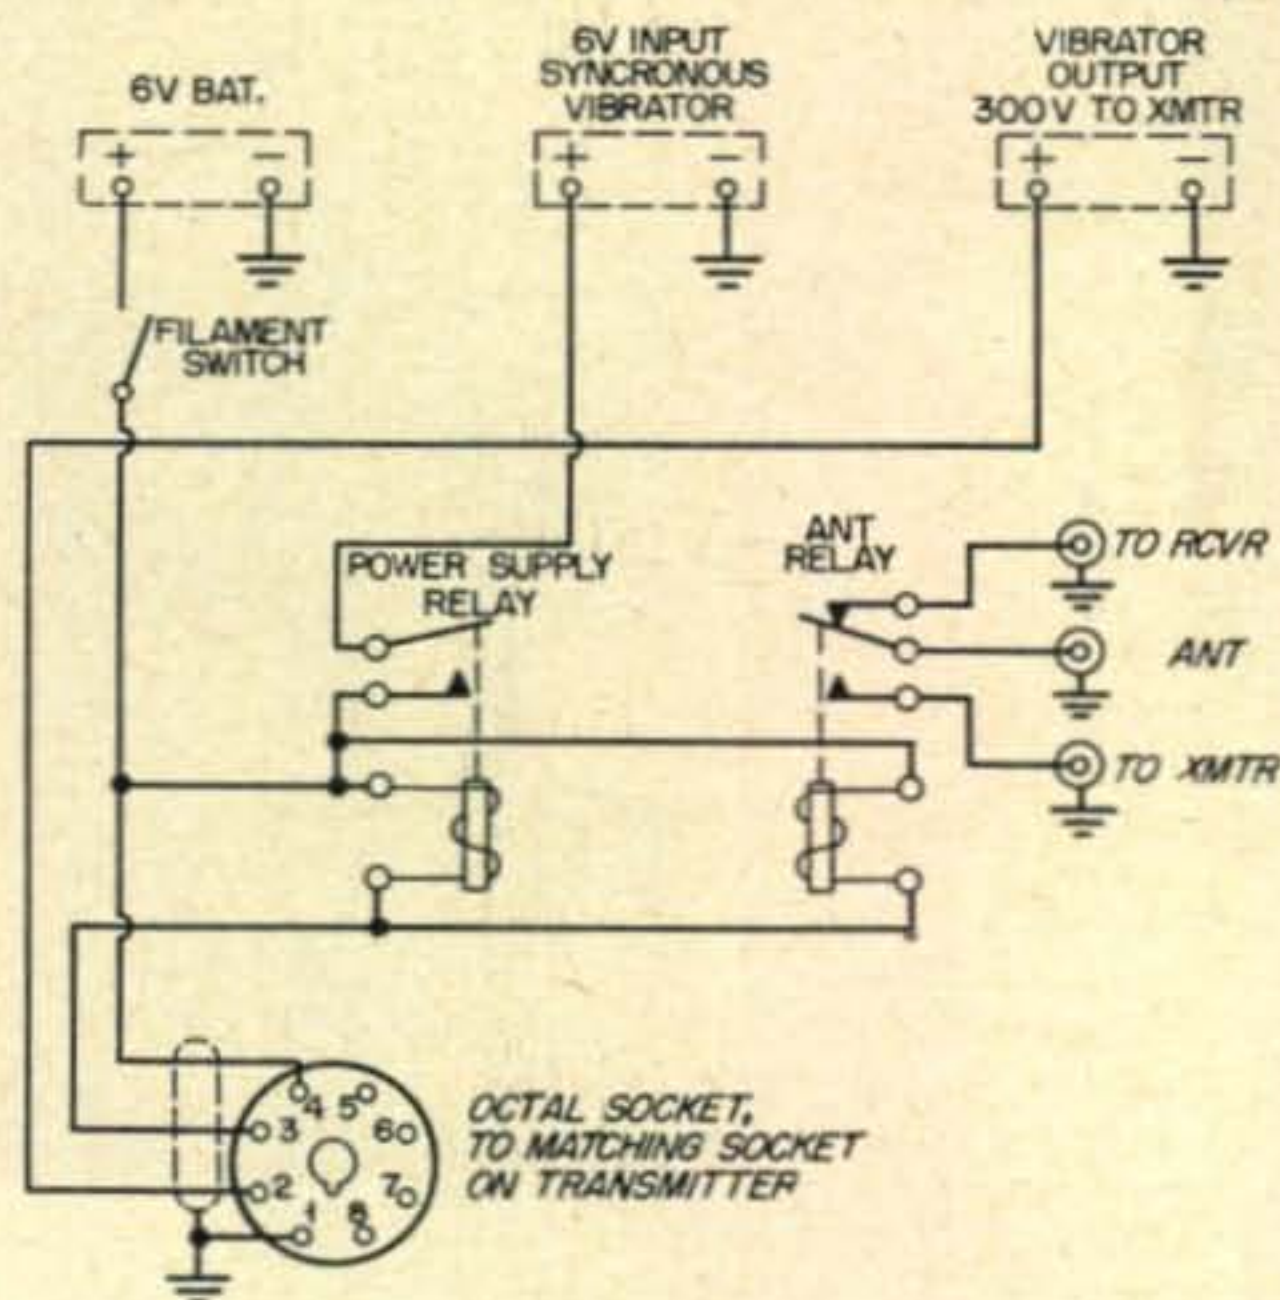 6V BAT.
+ -
6V INPUT
SYNCRONOUS
VIBRATOR
+ -
VIBRATOR
OUTPUT
300V TO XMTR
+ -
FILAMENT
SWITCH
POWER SUPPLY
RELAY
ANT
RELAY
TO RCVR
ANT
TO XMTR
4 5
3 6
2 7
1 8
OCTAL SOCKET,
TO MATCHING SOCKET
ON TRANSMITTER